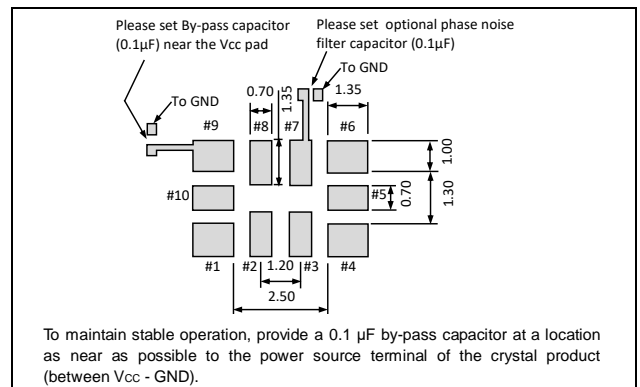 Please set By-pass capacitor
(0.1µF) near the Vcc pad
Please set optional phase noise
filter capacitor (0.1µF)
To GND
To GND
0.70
1.35
1.35
#9
#8
#7
#6
1.00
#10
#5
0.70
1.30
#1
#2
1.20
#3
#4
2.50
To maintain stable operation, provide a 0.1 µF by-pass capacitor at a location
as near as possible to the power source terminal of the crystal product
(between Vcc - GND).